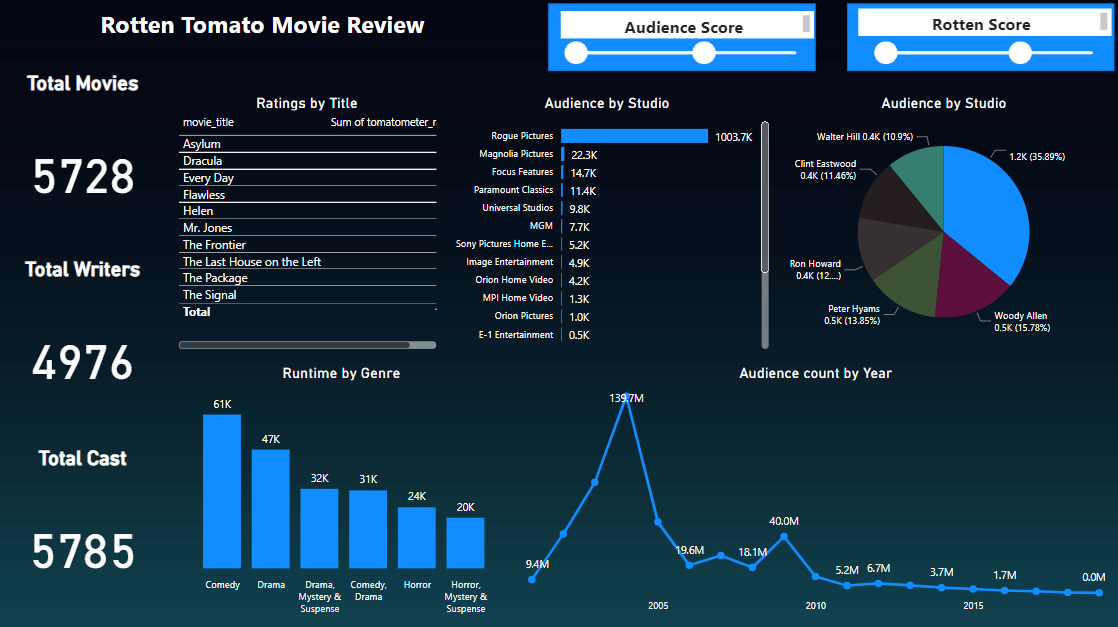 Rotten Tomato Movie Review
Audience Score
Rotten Score
Total Movies
5728
Total Writers
4976
Total Cast
5785
Ratings by Title
movie_title Sum of tomatometer_r
Asylum
Dracula
Every Day
Flawless
Helen
Mr. Jones
The Frontier
The Last House on the Left
The Package
The Signal
Total
Audience by Studio
Rogue Pictures 1003.7K
Magnolia Pictures 22.3K
Focus Features 14.7K
Paramount Classics 11.4K
Universal Studios 9.8K
MGM 7.7K
Sony Pictures Home E... 5.2K
Image Entertainment 4.9K
Orion Home Video 4.2K
MPI Home Video 1.3K
Orion Pictures 1.0K
E-1 Entertainment 0.5K
Audience by Studio
Walter Hill 0.4K (10.9%)
1.2K (35.89%)
Clint Eastwood
0.4K (11.46%)
Ron Howard
0.4K (12....)
Peter Hyams
0.5K (13.85%)
Woody Allen
0.5K (15.78%)
Runtime by Genre
61K
47K
32K
31K
24K
20K
Comedy
Drama
Drama,
Mystery &
Suspense
Comedy,
Drama
Horror
Horror,
Mystery &
Suspense
Audience count by Year
9.4M
139.7M
19.6M
18.1M
40.0M
5.2M
6.7M
3.7M
1.7M
0.0M
2005
2010
2015